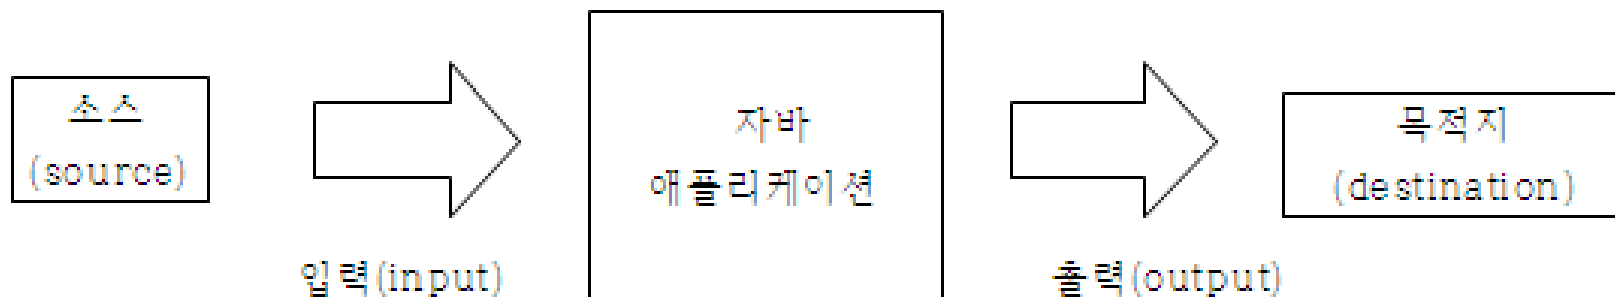 소스
(source)
입력(input)
자바
애플리케이션
출력(output)
목적지
(destination)